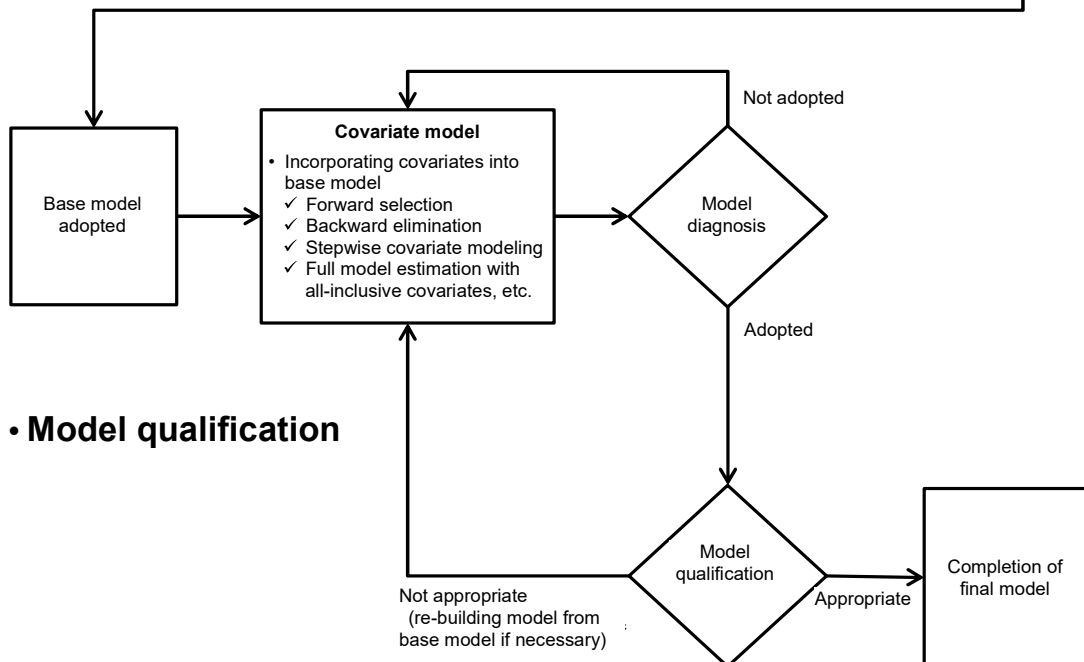 Not adopted
Covariate model
• Incorporating covariates into
base model
✓ Forward selection
✓ Backward elimination
✓ Stepwise covariate modeling
✓ Full model estimation with
all-inclusive covariates, etc.
Base model
adopted
Model
diagnosis
Adopted
• Model qualification
Model
qualification
Completion of
final model
Not appropriate
(re-building model from
base model if necessary)
Appropriate